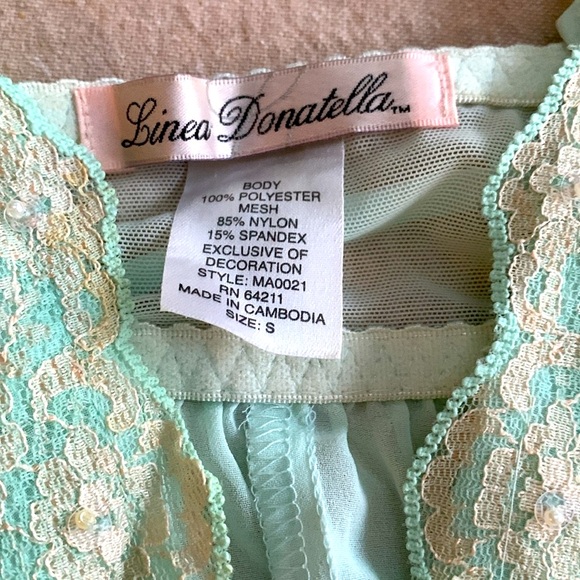 Linea Donatella™
BODY
100% POLYESTER
MESH
85% NYLON
15% SPANDEX
EXCLUSIVE OF
DECORATION
STYLE: MA0021
RN 64211
MADE IN CAMBODIA
SIZE: S